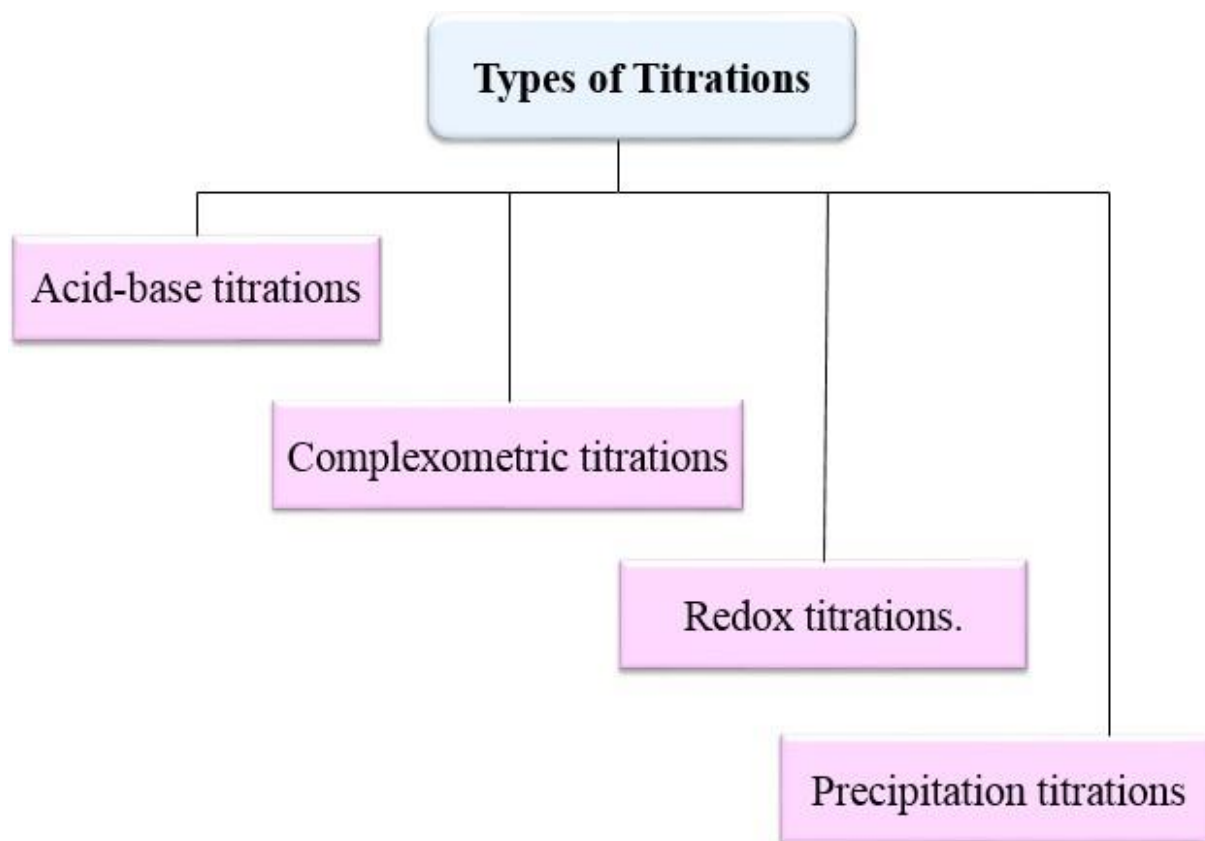 Types of Titrations
Acid-base titrations
Complexometric titrations
Redox titrations.
Precipitation titrations